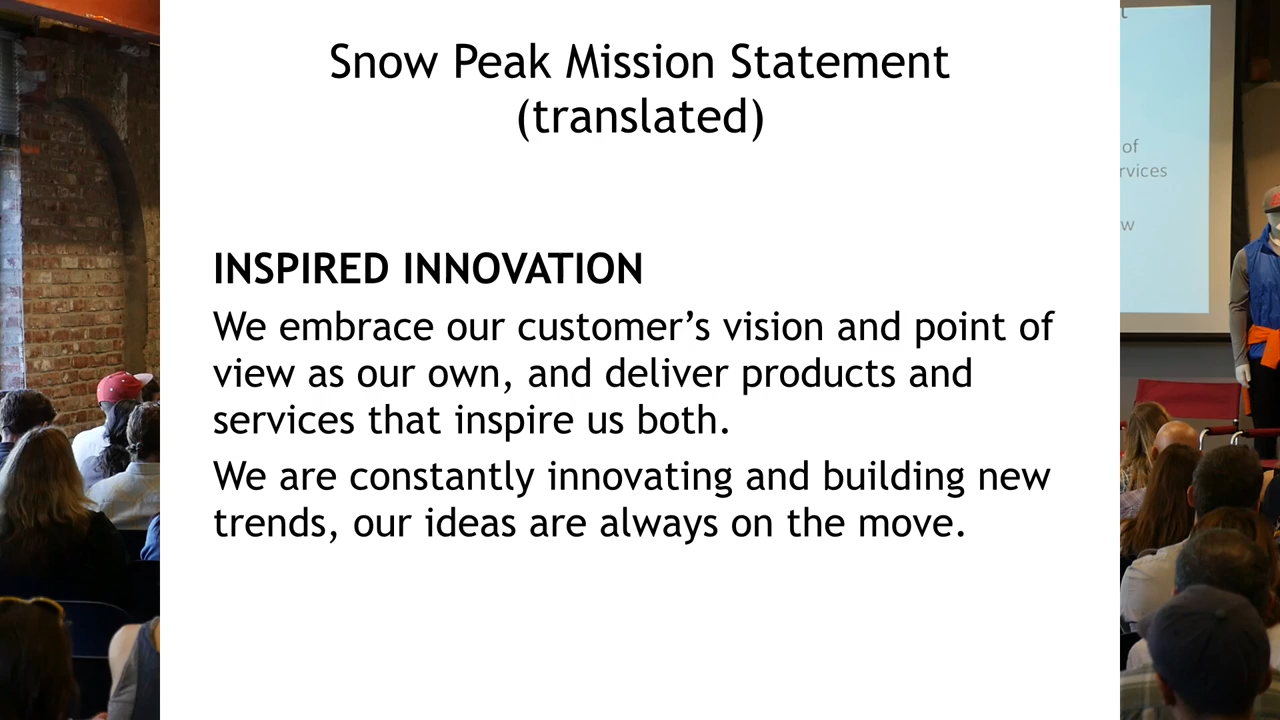 Snow Peak Mission Statement
(translated)
INSPIRED INNOVATION
We embrace our customer’s vision and point of
view as our own, and deliver products and
services that inspire us both.
We are constantly innovating and building new
trends, our ideas are always on the move.
of
rvices
w